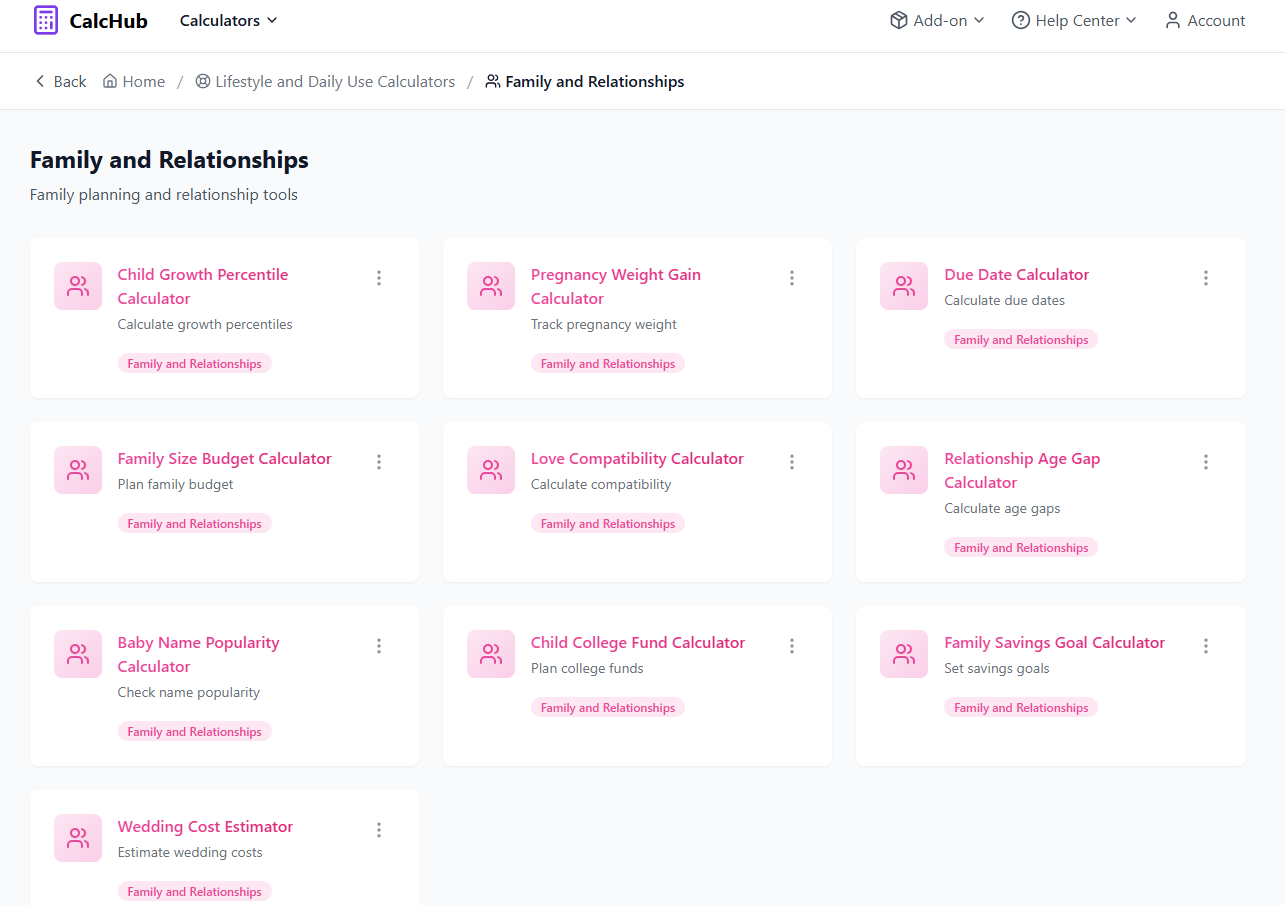 CalcHub Calculators Add-on Help Center Account
Back Home / Lifestyle and Daily Use Calculators / Family and Relationships
Family and Relationships
Family planning and relationship tools
Child Growth Percentile
Calculator
Calculate growth percentiles
Family and Relationships
Pregnancy Weight Gain
Calculator
Track pregnancy weight
Family and Relationships
Due Date Calculator
Calculate due dates
Family and Relationships
Family Size Budget Calculator
Plan family budget
Family and Relationships
Love Compatibility Calculator
Calculate compatibility
Family and Relationships
Relationship Age Gap
Calculator
Calculate age gaps
Family and Relationships
Baby Name Popularity
Calculator
Check name popularity
Family and Relationships
Child College Fund Calculator
Plan college funds
Family and Relationships
Family Savings Goal Calculator
Set savings goals
Family and Relationships
Wedding Cost Estimator
Estimate wedding costs
Family and Relationships